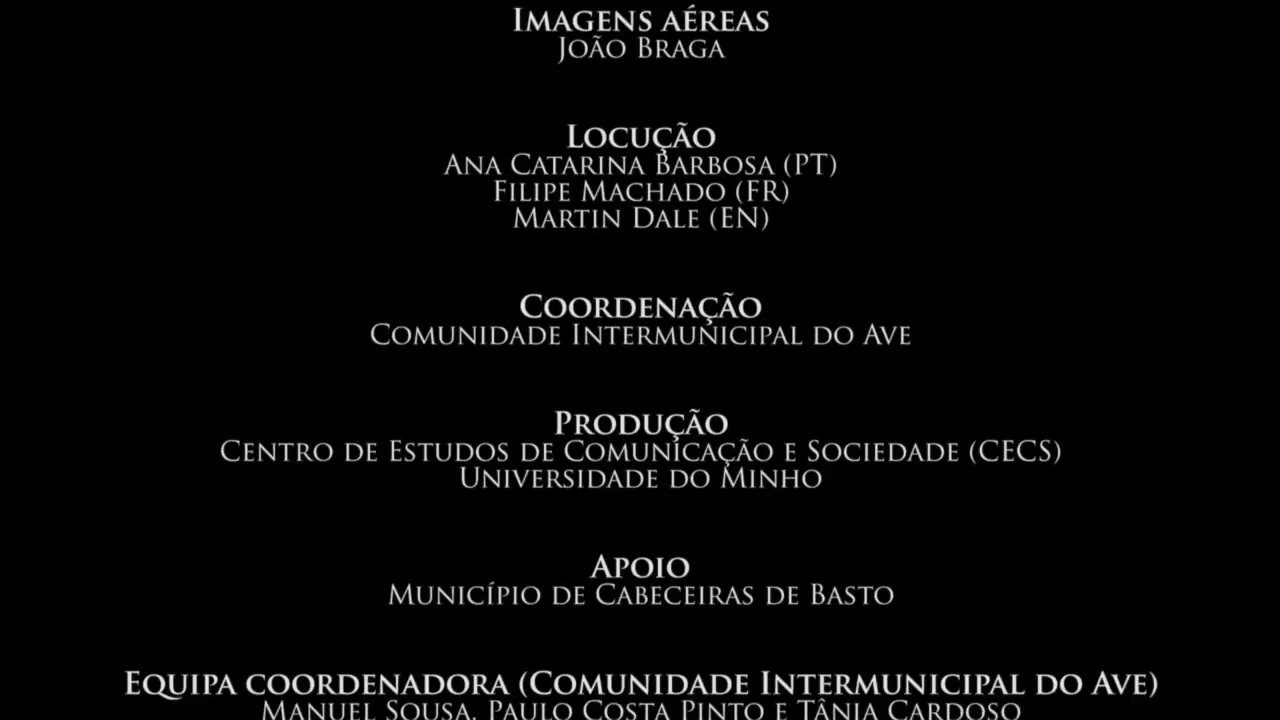 Imagens aéreas
João Braga
Locução
Ana Catarina Barbosa (PT)
Filipe Machado (FR)
Martin Dale (EN)
Coordenação
Comunidade Intermunicipal do Ave
Produção
Centro de Estudos de Comunicação e Sociedade (CECS)
Universidade do Minho
Apoio
Município de Cabeceiras de Basto
Equipa coordenadora (Comunidade Intermunicipal do Ave)
Manuel Sousa, Paulo Costa Pinto e Tânia Cardoso